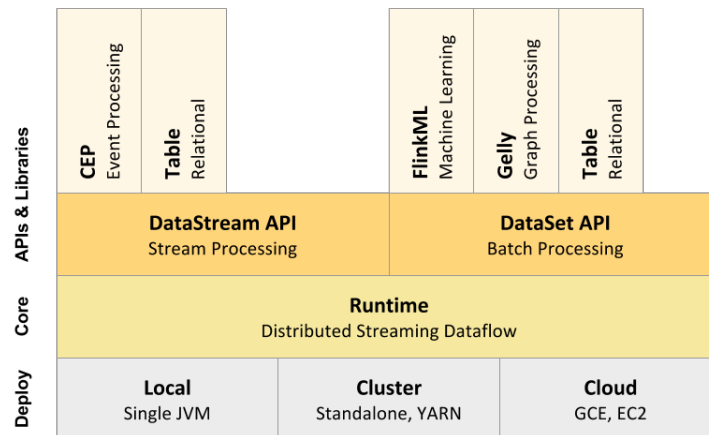 CEP
Event Processing
Table
Relational
FlinkML
Machine Learning
Gelly
Graph Processing
Table
Relational
APIs & Libraries
DataStream API
Stream Processing
DataSet API
Batch Processing
Core
Runtime
Distributed Streaming Dataflow
Deploy
Local
Single JVM
Cluster
Standalone, YARN
Cloud
GCE, EC2